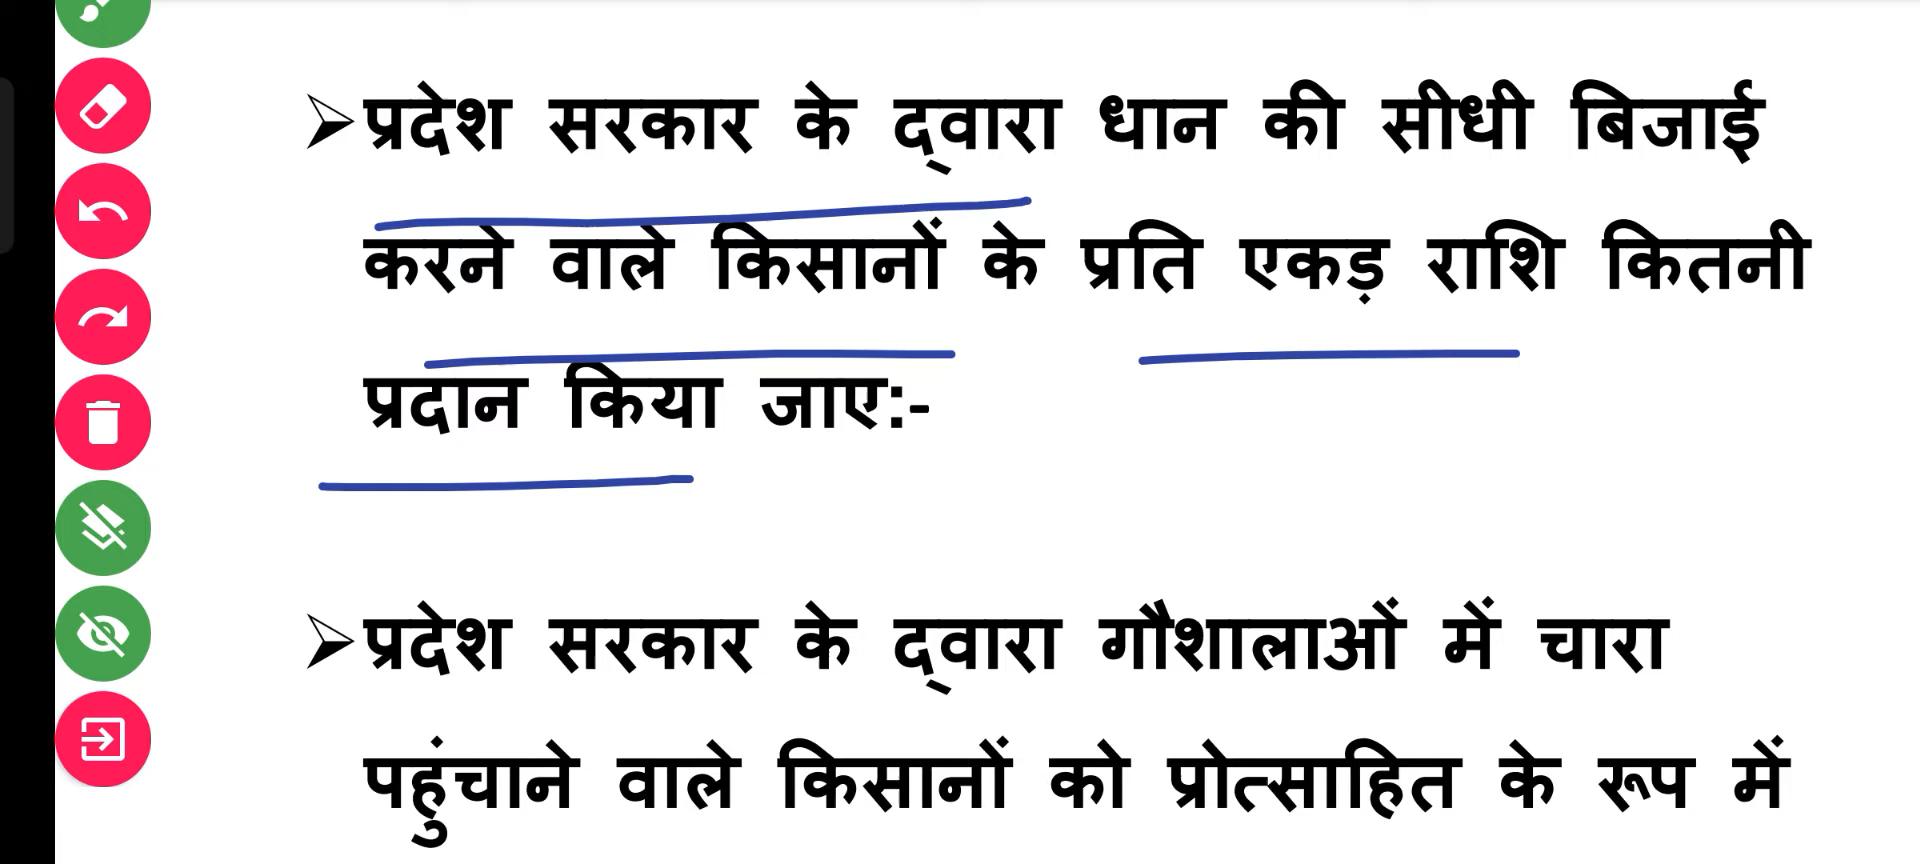 ➢प्रदेश सरकार के द्वारा धान की सीधी बिजाई
करने वाले किसानों के प्रति एकड़ राशि कितनी
प्रदान किया जाए:-
➢प्रदेश सरकार के द्वारा गौशालाओं में चारा
पहुंचाने वाले किसानों को प्रोत्साहित के रूप में